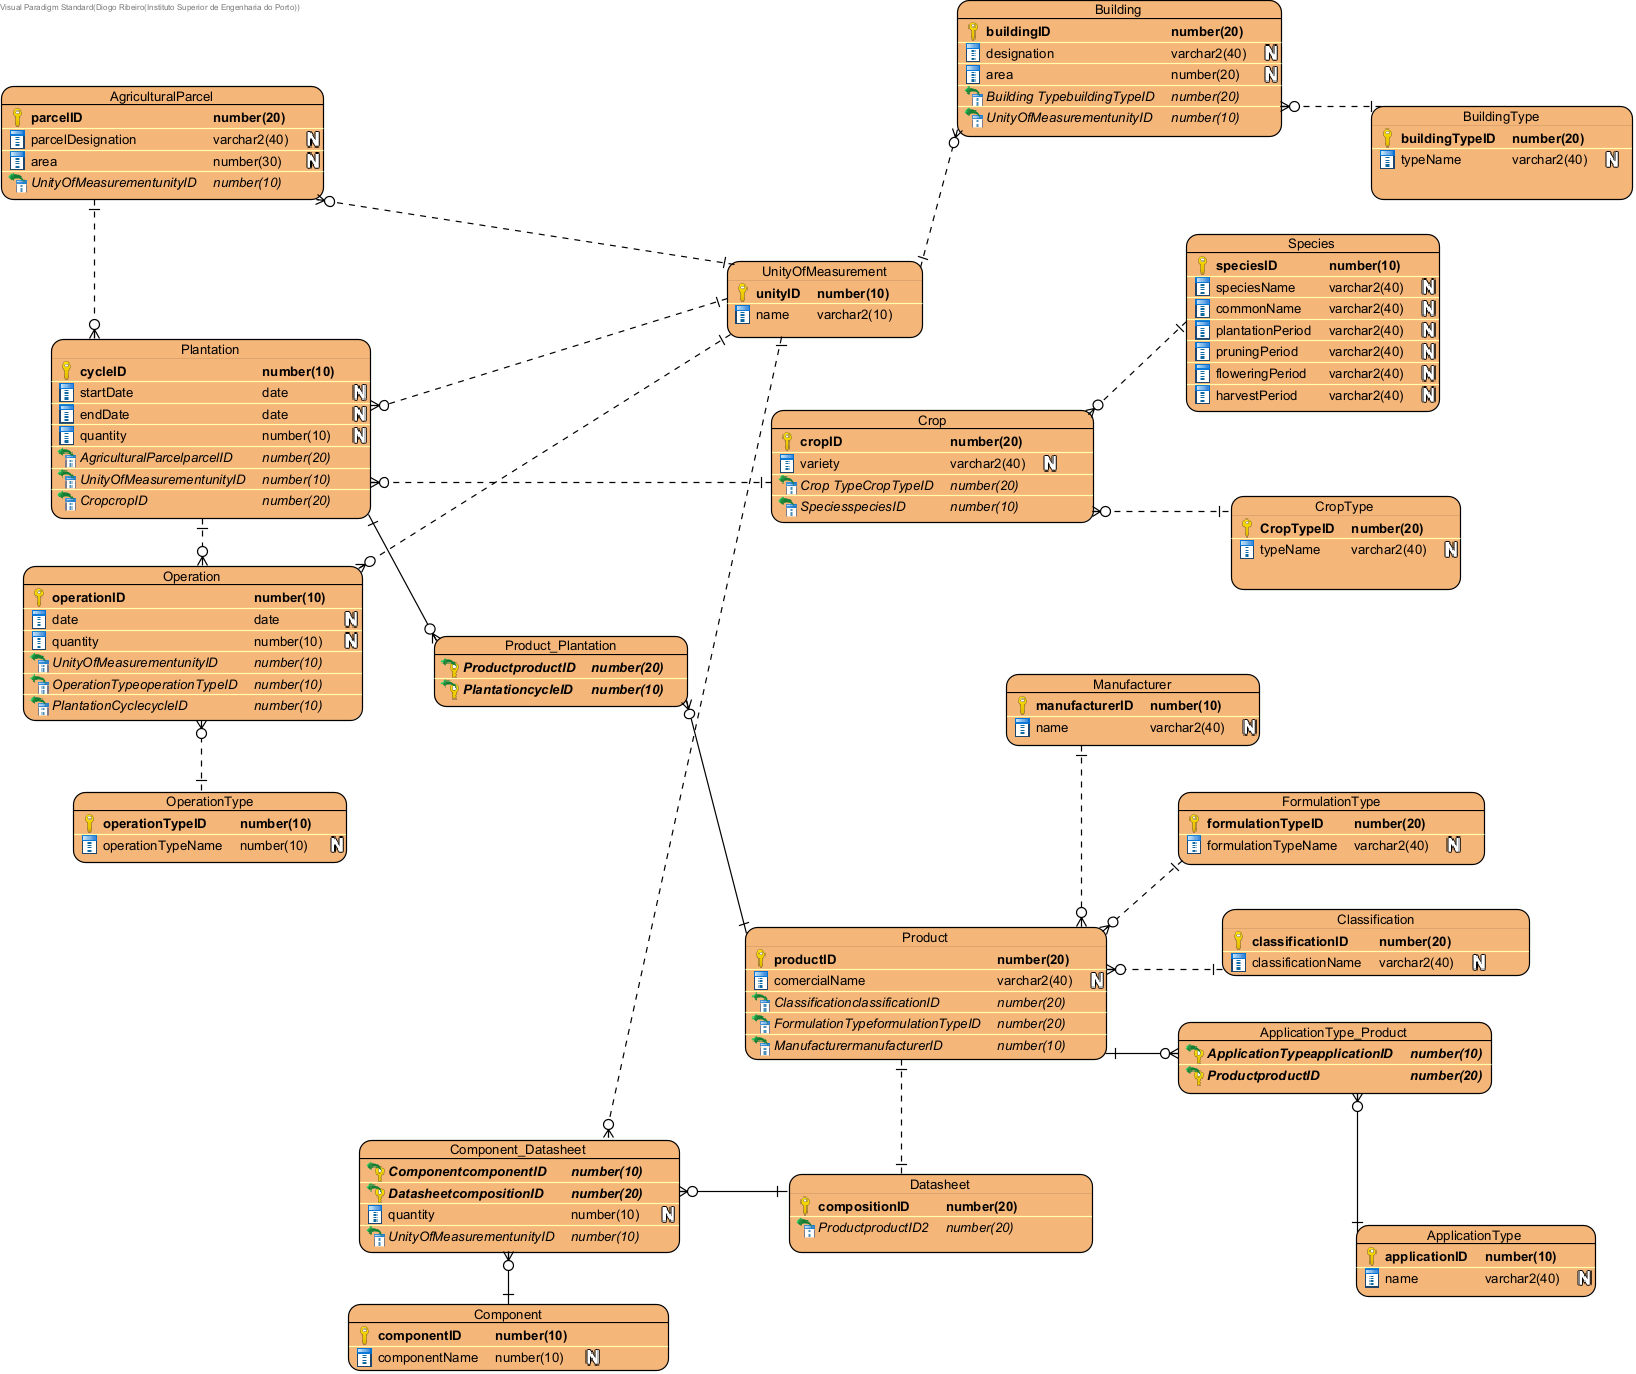 Visual Paradigm Standard(Diogo Ribeiro(Instituto Superior de Engenharia do Porto))
Building
buildingID number(20)
designation varchar2(40) N
area number(20) N
Building TypebuildingTypeID number(20)
UnityOfMeasurementunityID number(10)
AgriculturalParcel
parcelID number(20)
parcelDesignation varchar2(40) N
area number(30) N
UnityOfMeasurementunityID number(10)
BuildingType
buildingTypeID number(20)
typeName varchar2(40) N
Species
speciesID number(10)
speciesName varchar2(40) N
commonName varchar2(40) N
plantationPeriod varchar2(40) N
pruningPeriod varchar2(40) N
floweringPeriod varchar2(40) N
harvestPeriod varchar2(40) N
UnityOfMeasurement
unityID number(10)
name varchar2(10)
Plantation
cycleID number(10)
startDate date N
endDate date N
quantity number(10) N
AgriculturalParcelparcelID number(20)
UnityOfMeasurementunityID number(10)
CropcropID number(20)
Crop
cropID number(20)
variety varchar2(40) N
Crop TypeCropTypeID number(20)
SpeciesspeciesID number(10)
CropType
CropTypeID number(20)
typeName varchar2(40) N
Operation
operationID number(10)
date date N
quantity number(10) N
UnityOfMeasurementunityID number(10)
OperationTypeoperationTypeID number(10)
PlantationCyclecycleID number(10)
Product_Plantation
ProductproductID number(20)
PlantationcycleID number(10)
Manufacturer
manufacturerID number(10)
name varchar2(40) N
OperationType
operationTypeID number(10)
operationTypeName number(10) N
FormulationType
formulationTypeID number(20)
formulationTypeName varchar2(40) N
Classification
classificationID number(20)
classificationName varchar2(40) N
Product
productID number(20)
comercialName varchar2(40) N
ClassificationclassificationID number(20)
FormulationTypeformulationTypeID number(20)
ManufacturermanufacturerID number(10)
ApplicationType_Product
ApplicationTypeapplicationID number(10)
ProductproductID number(20)
Component_Datasheet
ComponentcomponentID number(10)
DatasheetcompositionID number(20)
quantity number(10) N
UnityOfMeasurementunityID number(10)
Datasheet
compositionID number(20)
ProductproductID2 number(20)
ApplicationType
applicationID number(10)
name varchar2(40) N
Component
componentID number(10)
componentName number(10) N